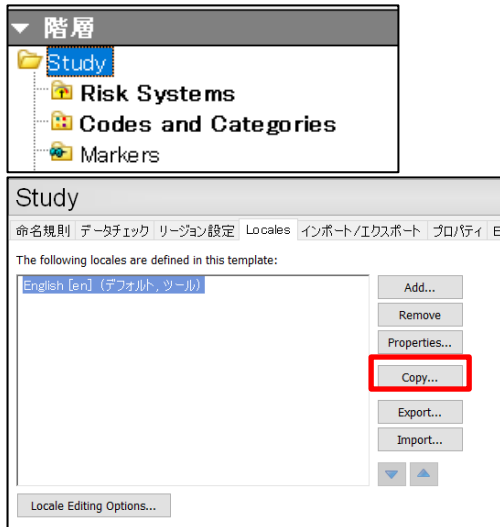 ▼ 階層
Study
Risk Systems
Codes and Categories
Markers
Study
命名規則 データチェック リージョン設定 Locales インポート/エクスポート プロパティ
The following locales are defined in this template:
English [en] (デフォルト, ツール)
Add...
Remove
Properties...
Copy...
Export...
Import...
Locale Editing Options...